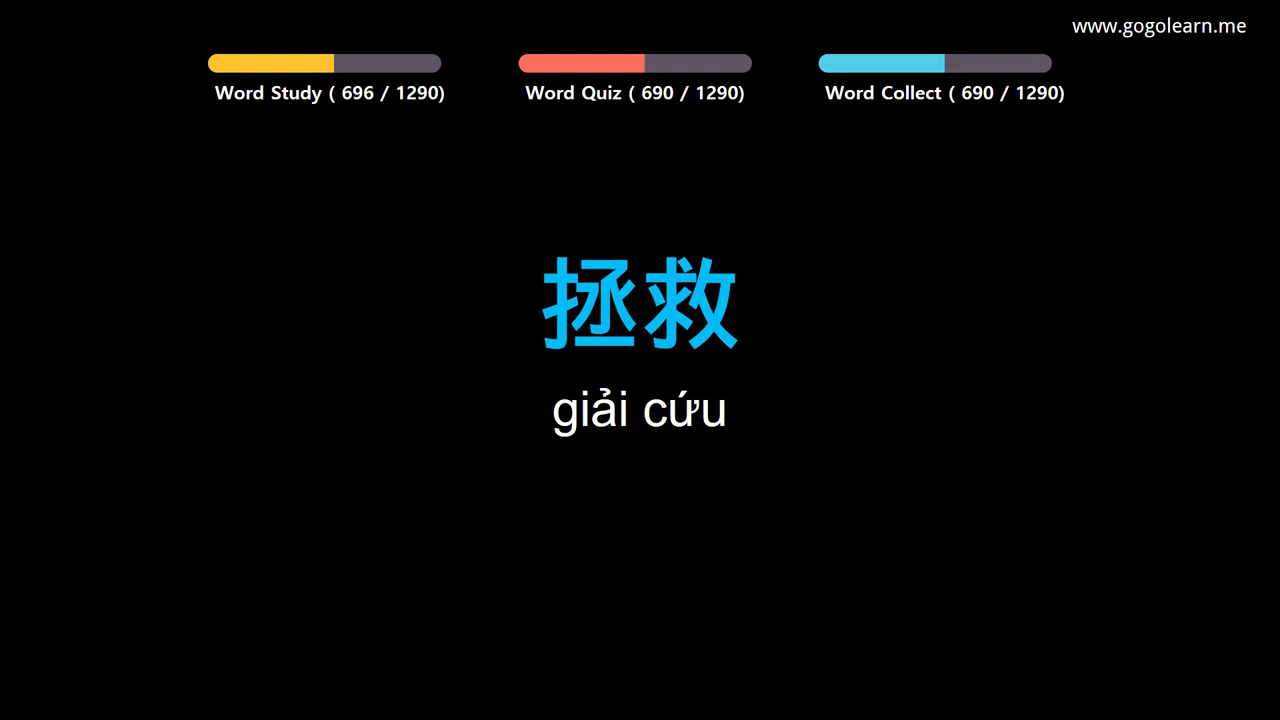 www.gogolearn.me
Word Study ( 696 / 1290)
Word Quiz ( 690 / 1290)
Word Collect ( 690 / 1290)
拯救
giải cứu